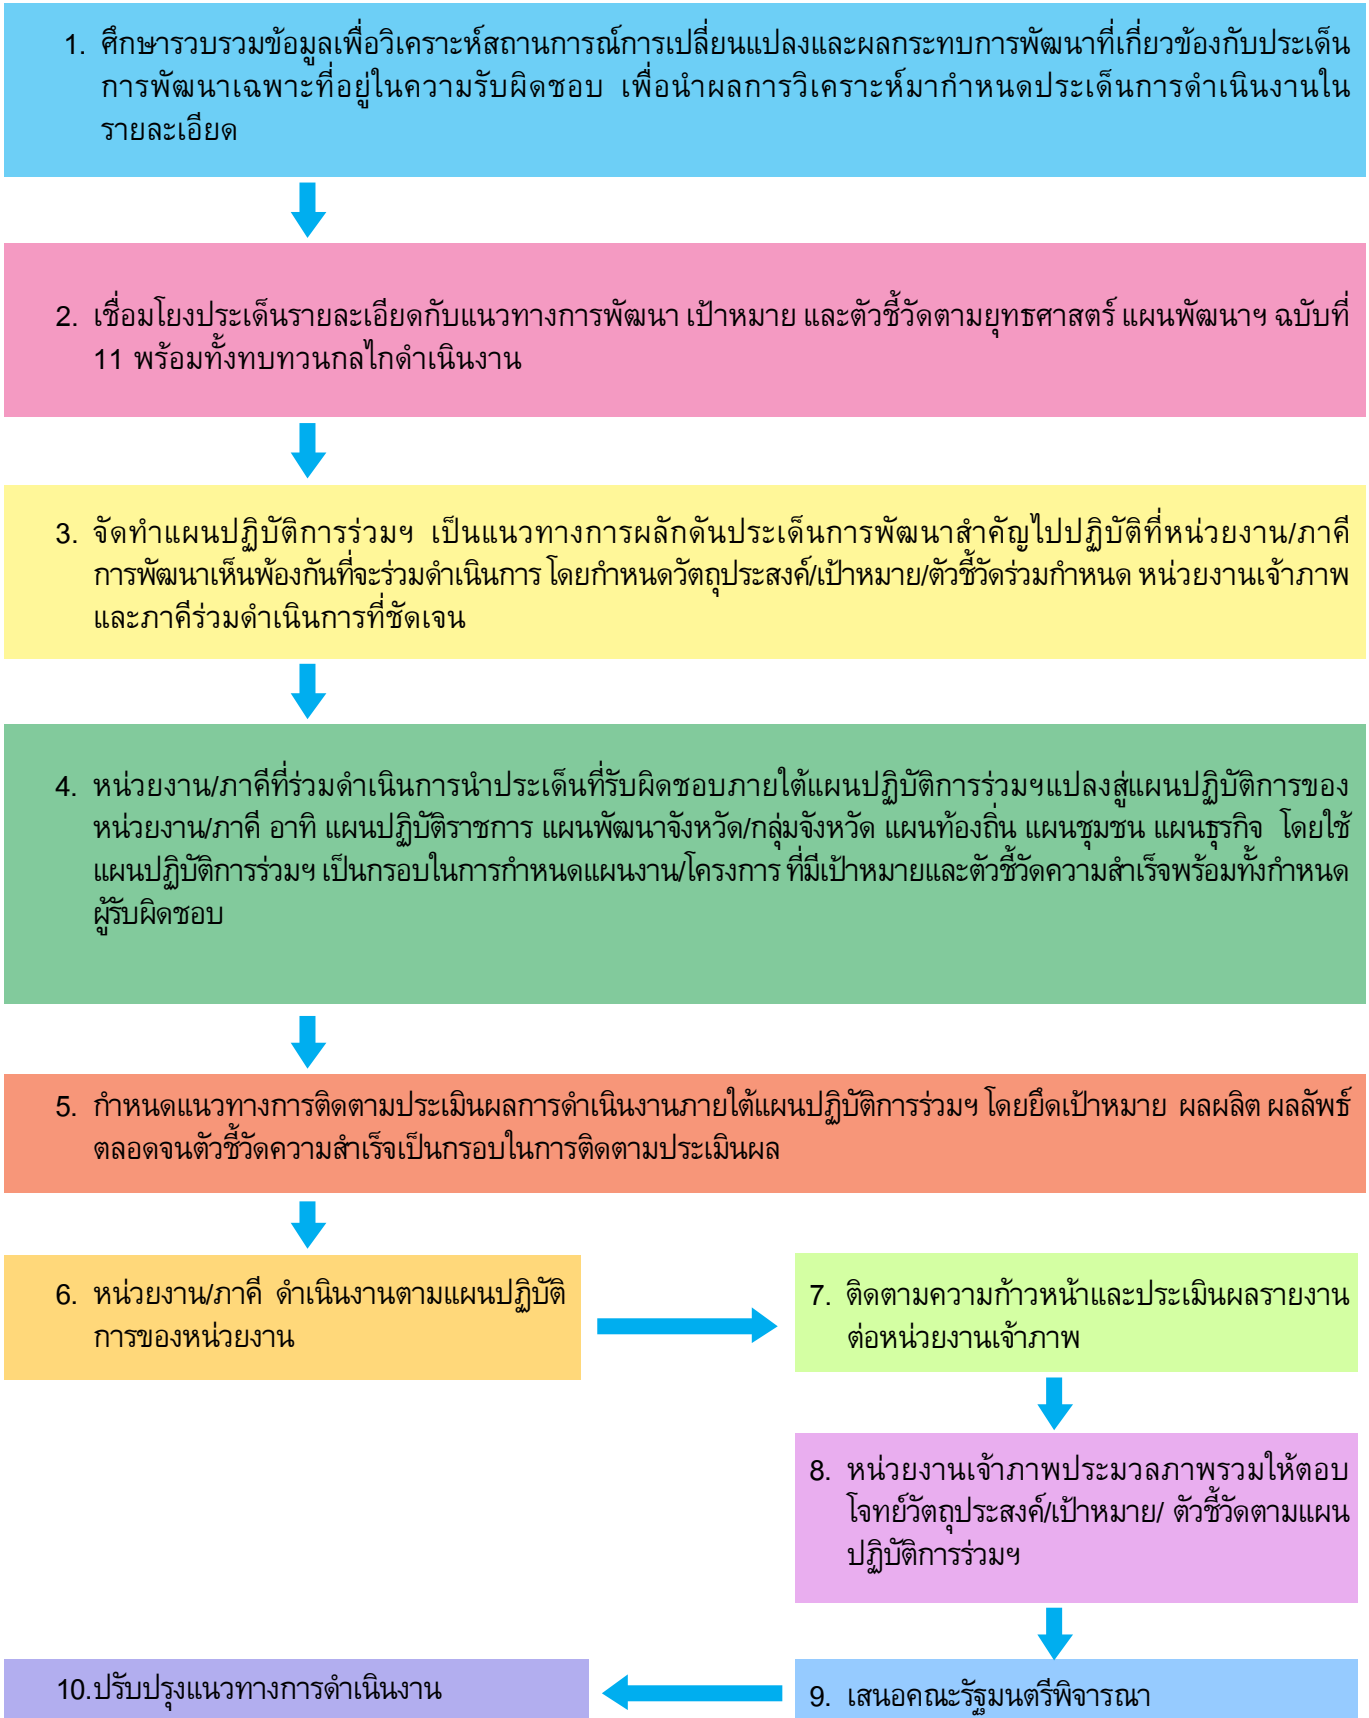 1. ศึกษารวบรวมข้อมูลเพื่อวิเคราะห์สถานการณ์การเปลี่ยนแปลงและผลกระทบการพัฒนาที่เกี่ยวข้องกับประเด็น
การพัฒนาเฉพาะที่อยู่ในความรับผิดชอบ เพื่อนำผลการวิเคราะห์มากำหนดประเด็นการดำเนินงานใน
รายละเอียด
2. เชื่อมโยงประเด็นรายละเอียดกับแนวทางการพัฒนา เป้าหมาย และตัวชี้วัดตามยุทธศาสตร์ แผนพัฒนาฯ ฉบับที่
11 พร้อมทั้งทบทวนกลไกดำเนินงาน
3. จัดทำแผนปฏิบัติการร่วมฯ เป็นแนวทางการผลักดันประเด็นการพัฒนาสำคัญไปปฏิบัติที่หน่วยงาน/ภาคี
การพัฒนาเห็นพ้องกันที่จะร่วมดำเนินการ โดยกำหนดวัตถุประสงค์/เป้าหมาย/ตัวชี้วัดร่วมกำหนด หน่วยงานเจ้าภาพ
และภาคีร่วมดำเนินการที่ชัดเจน
4. หน่วยงาน/ภาคีที่ร่วมดำเนินการนำประเด็นที่รับผิดชอบภายใต้แผนปฏิบัติการร่วมฯแปลงสู่แผนปฏิบัติการของ
หน่วยงาน/ภาคี อาทิ แผนปฏิบัติราชการ แผนพัฒนาจังหวัด/กลุ่มจังหวัด แผนท้องถิ่น แผนชุมชน แผนธุรกิจ โดยใช้
แผนปฏิบัติการร่วมฯ เป็นกรอบในการกำหนดแผนงาน/โครงการ ที่มีเป้าหมายและตัวชี้วัดความสำเร็จพร้อมทั้งกำหนด
ผู้รับผิดชอบ
5. กำหนดแนวทางการติดตามประเมินผลการดำเนินงานภายใต้แผนปฏิบัติการร่วมฯ โดยยึดเป้าหมาย ผลผลิต ผลลัพธ์
ตลอดจนตัวชี้วัดความสำเร็จเป็นกรอบในการติดตามประเมินผล
6. หน่วยงาน/ภาคี ดำเนินงานตามแผนปฏิบัติ
การของหน่วยงาน
7. ติดตามความก้าวหน้าและประเมินผลรายงาน
ต่อหน่วยงานเจ้าภาพ
8. หน่วยงานเจ้าภาพประมวลภาพรวมให้ตอบ
โจทย์วัตถุประสงค์/เป้าหมาย/ ตัวชี้วัดตามแผน
ปฏิบัติการร่วมฯ
9. เสนอคณะรัฐมนตรีพิจารณา
10.ปรับปรุงแนวทางการดำเนินงาน